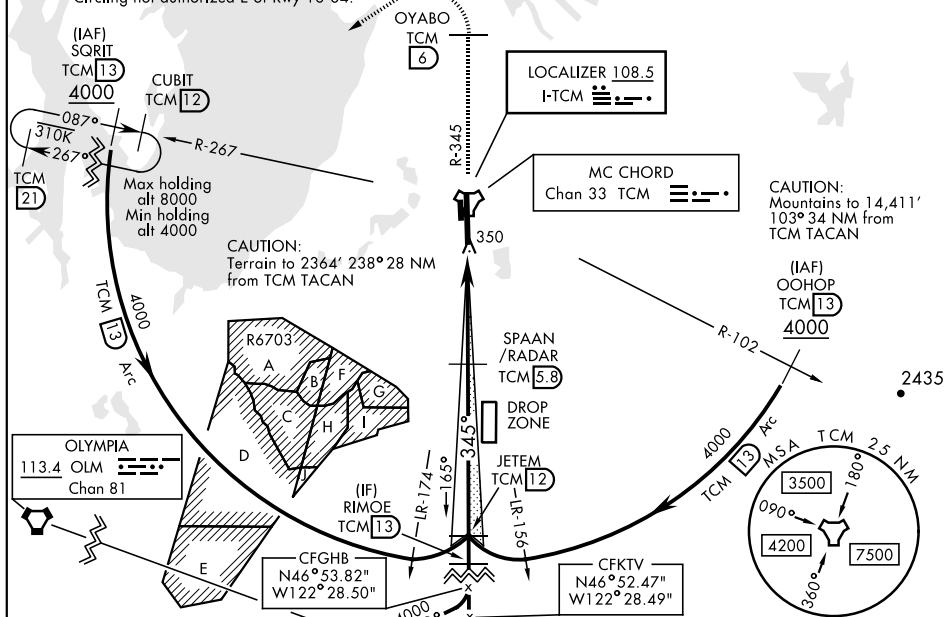 Circling not authorized E of Rwy 16-34.
OYABO
TCM
6
(IAF)
SQRIT
TCM 13
4000
CUBIT
TCM 12
087°
310K
267°
TCM
21
R-267
Max holding
alt 8000
Min holding
alt 4000
LOCALIZER 108.5
I-TCM
R-345
MC CHORD
Chan 33 TCM
350
CAUTION:
Mountains to 14,411'
103° 34 NM from
TCM TACAN
CAUTION:
Terrain to 2364' 238° 28 NM
from TCM TACAN
(IAF)
OOHOP
TCM 13
4000
R-102
2435
4000
TCM 13 Arc
R6703
A
B
F
G
C
H
I
D
J
E
SPAAN
/RADAR
TCM 5.8
DROP
ZONE
345°
4000
TCM 13 Arc
OLYMPIA
113.4 OLM
Chan 81
(IF)
RIMOE
TCM 13
LR-174
165°
JETEM
TCM 12
LR-156
CFGHB
N46°53.82"
W122°28.50"
CFKTV
N46°52.47"
W122°28.49"
4000
MSA TCM 25 NM
180°
3500
090°
4200
7500
360°
x
x